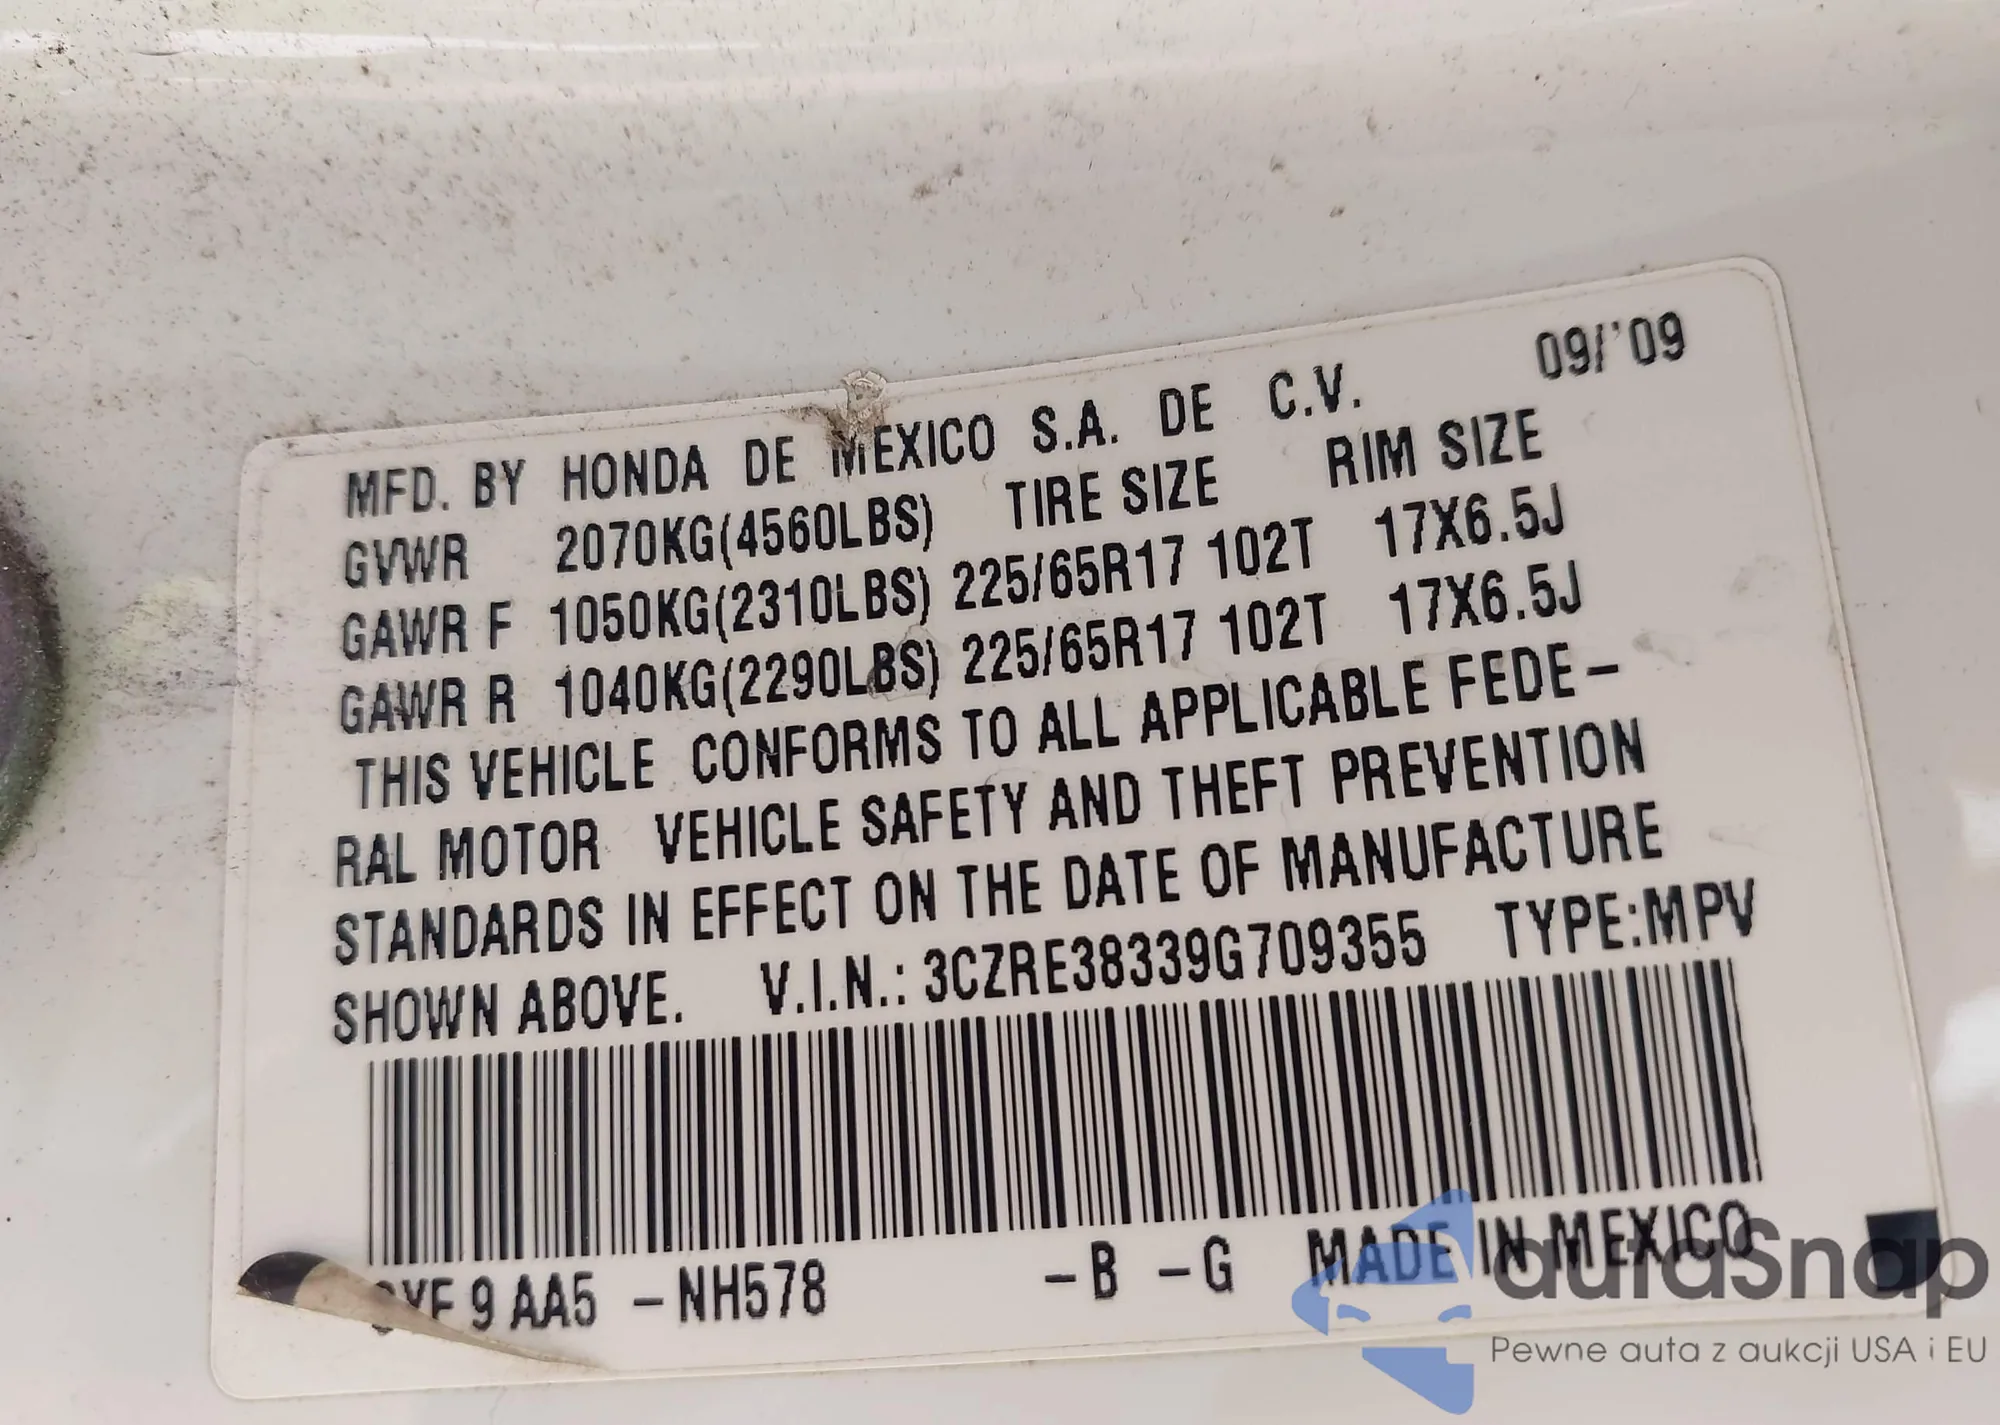 09/'09
MFD. BY HONDA DE MEXICO S.A. DE C.V.
GVWR 2070KG(4560LBS) TIRE SIZE RIM SIZE
GAWR F 1050KG(2310LBS) 225/65R17 102T 17X6.5J
GAWR R 1040KG(2290LBS) 225/65R17 102T 17X6.5J
THIS VEHICLE CONFORMS TO ALL APPLICABLE FEDE-
RAL MOTOR VEHICLE SAFETY AND THEFT PREVENTION
STANDARDS IN EFFECT ON THE DATE OF MANUFACTURE
SHOWN ABOVE. V.I.N.: 3CZRE38339G709355 TYPE:MPV
9 AA5 -NH578 -B -G MADE IN MEXICO
autaSnap
Pewne auta z aukcji USA i EU